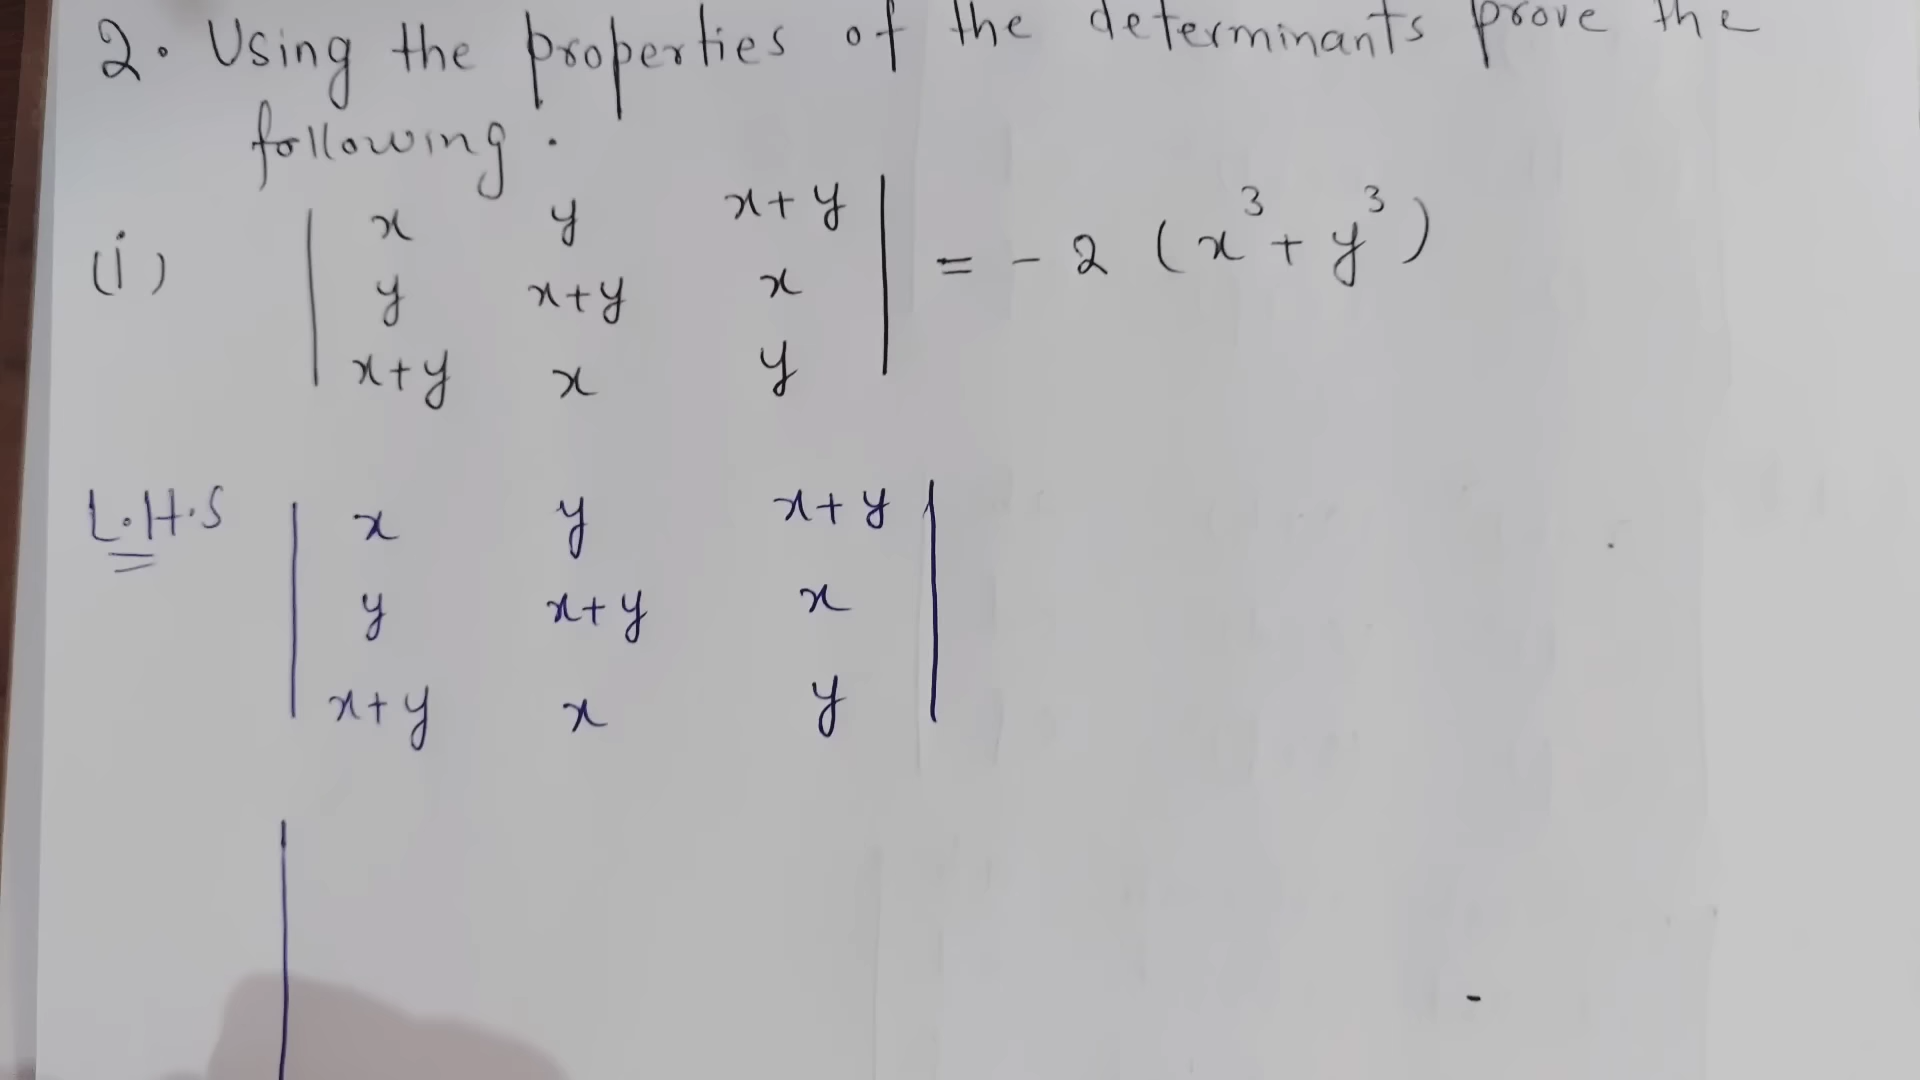 2. Using the properties of the determinants prove the
following.
(i) | x y x+y | = -2 (x³ + y³)
| y x+y x |
| x+y x y |
L.H.S | x y x+y |
| y x+y x |
| x+y x y |